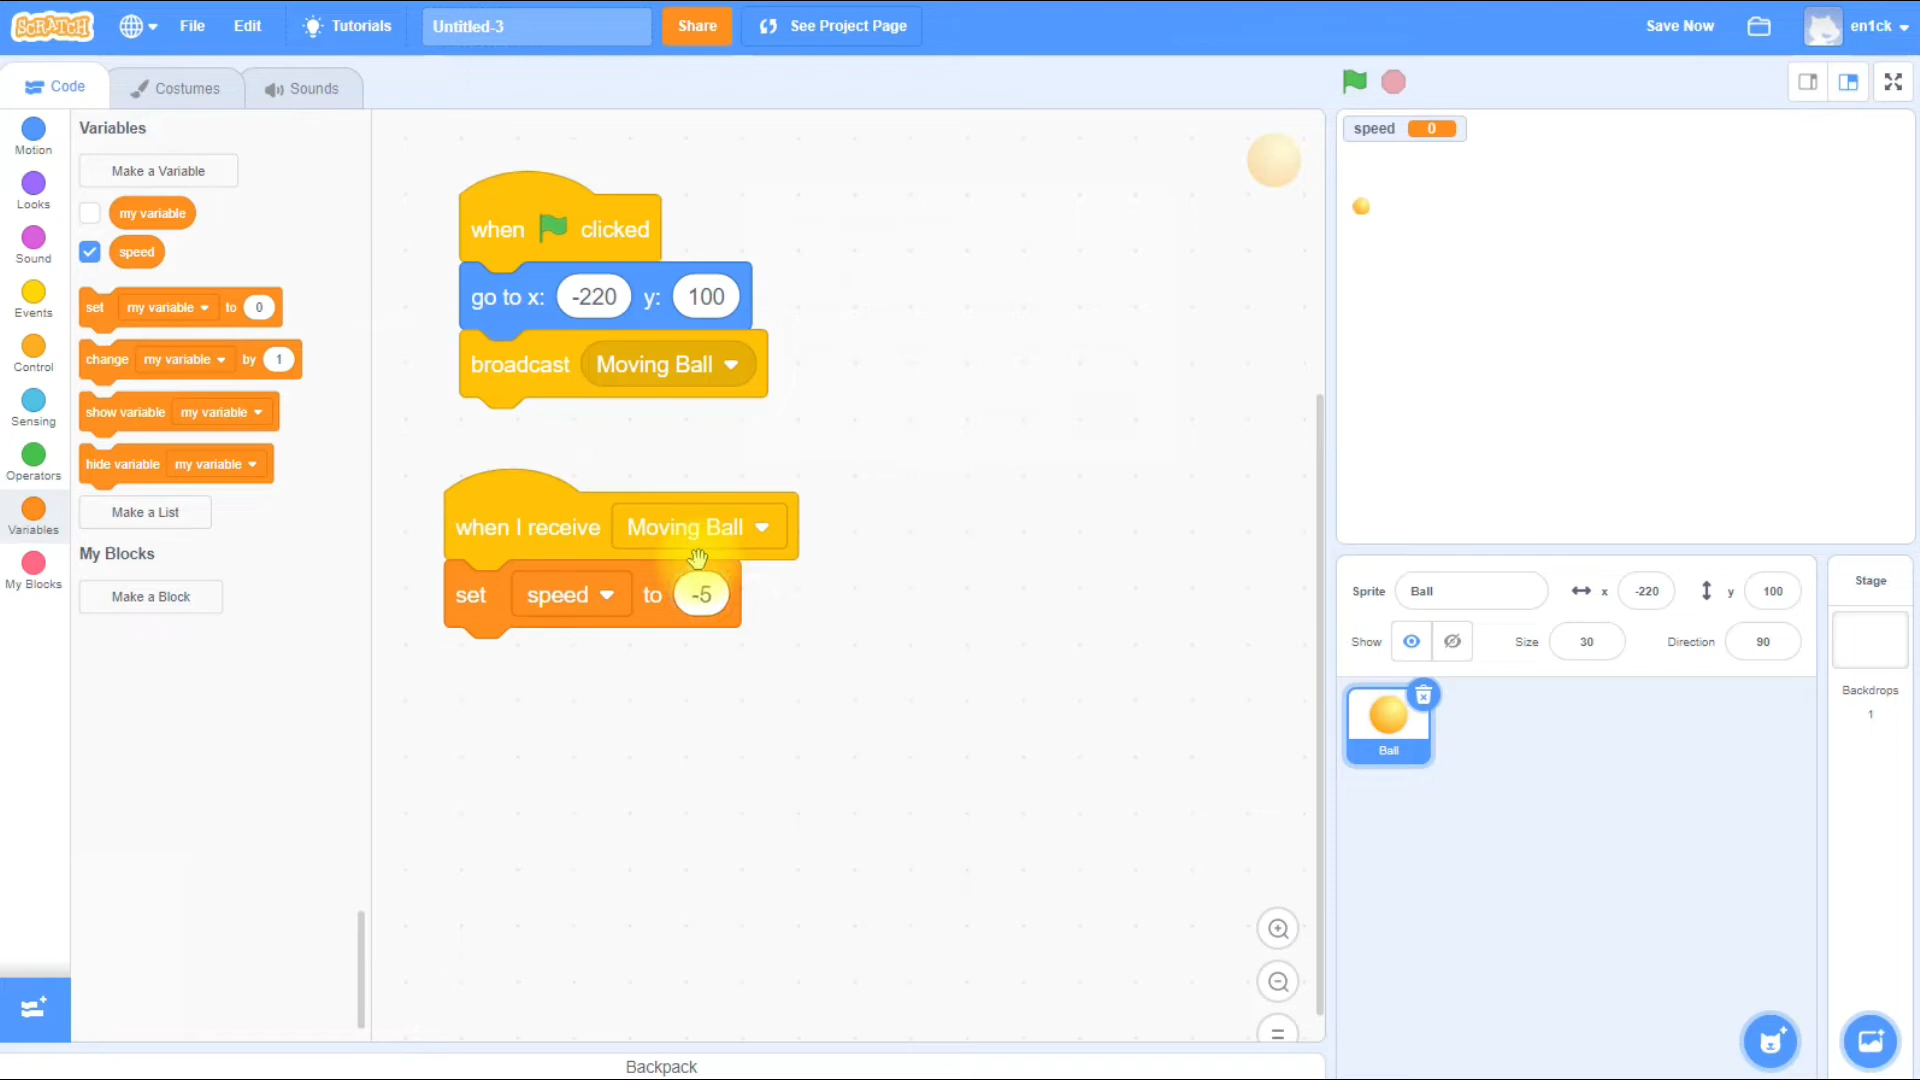 SCRATCH File Edit Tutorials Untitled-3 Share See Project Page Save Now en1ck
Code Costumes Sounds
Motion
Looks
Sound
Events
Control
Sensing
Operators
Variables
My Blocks
Variables
Make a Variable
my variable
speed
set my variable to 0
change my variable by 1
show variable my variable
hide variable my variable
Make a List
My Blocks
Make a Block
when clicked
go to x: -220 y: 100
broadcast Moving Ball
when I receive Moving Ball
set speed to -5
speed 0
Sprite Ball x -220 y 100
Show Size 30 Direction 90
Ball
Stage
Backdrops
1
Backpack